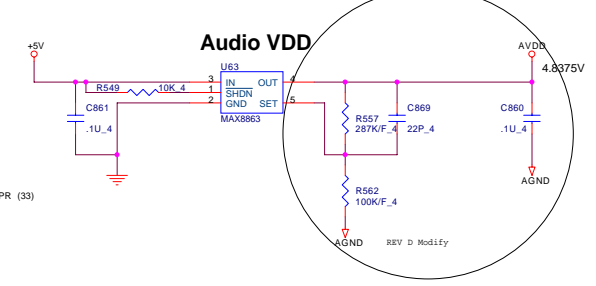 Audio VDD
+5V
AVDD
4.8375V
U63
3 IN OUT 4
R549 10K_4 1 SHDN
2 GND SET 5
MAX8863
C861
.1U_4
R557
287K/F_4
C869
22P_4
C860
.1U_4
R562
100K/F_4
AGND
AGND
REV D Modify
PR (33)